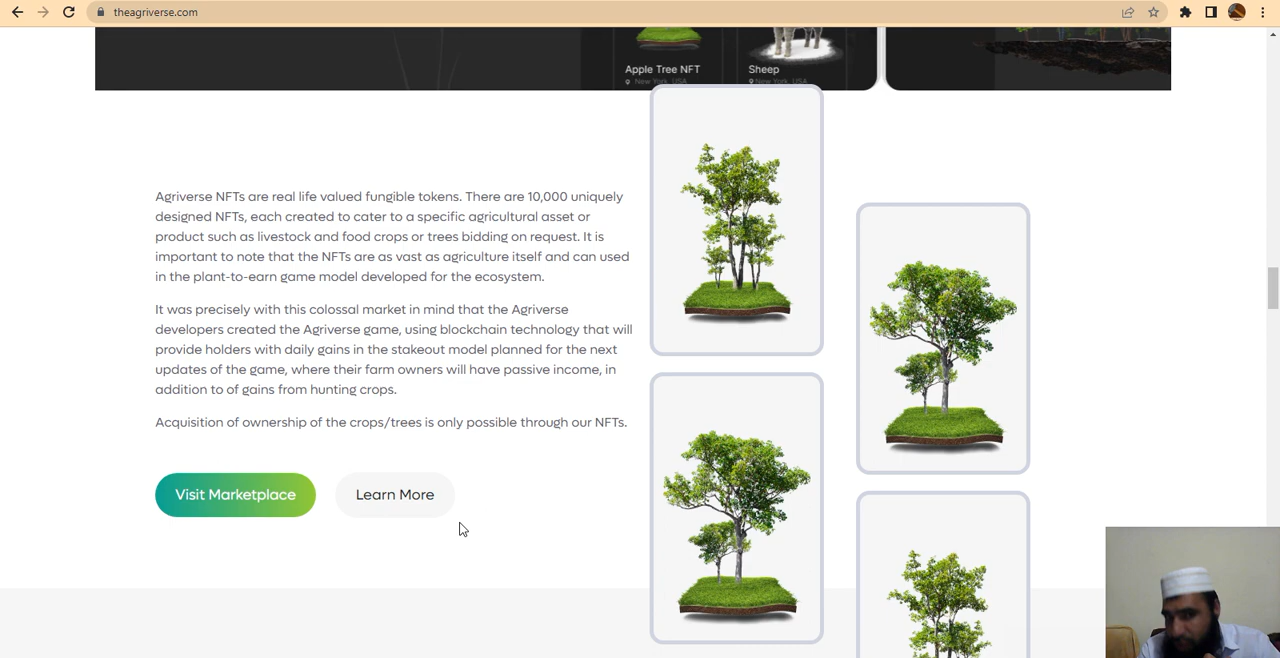 theagriverse.com
Apple Tree NFT
New York, USA
Sheep
New York, USA
Agriverse NFTs are real life valued fungible tokens. There are 10,000 uniquely
designed NFTs, each created to cater to a specific agricultural asset or
product such as livestock and food crops or trees bidding on request. It is
important to note that the NFTs are as vast as agriculture itself and can used
in the plant-to-earn game model developed for the ecosystem.
It was precisely with this colossal market in mind that the Agriverse
developers created the Agriverse game, using blockchain technology that will
provide holders with daily gains in the stakeout model planned for the next
updates of the game, where their farm owners will have passive income, in
addition to of gains from hunting crops.
Acquisition of ownership of the crops/trees is only possible through our NFTs.
Visit Marketplace
Learn More